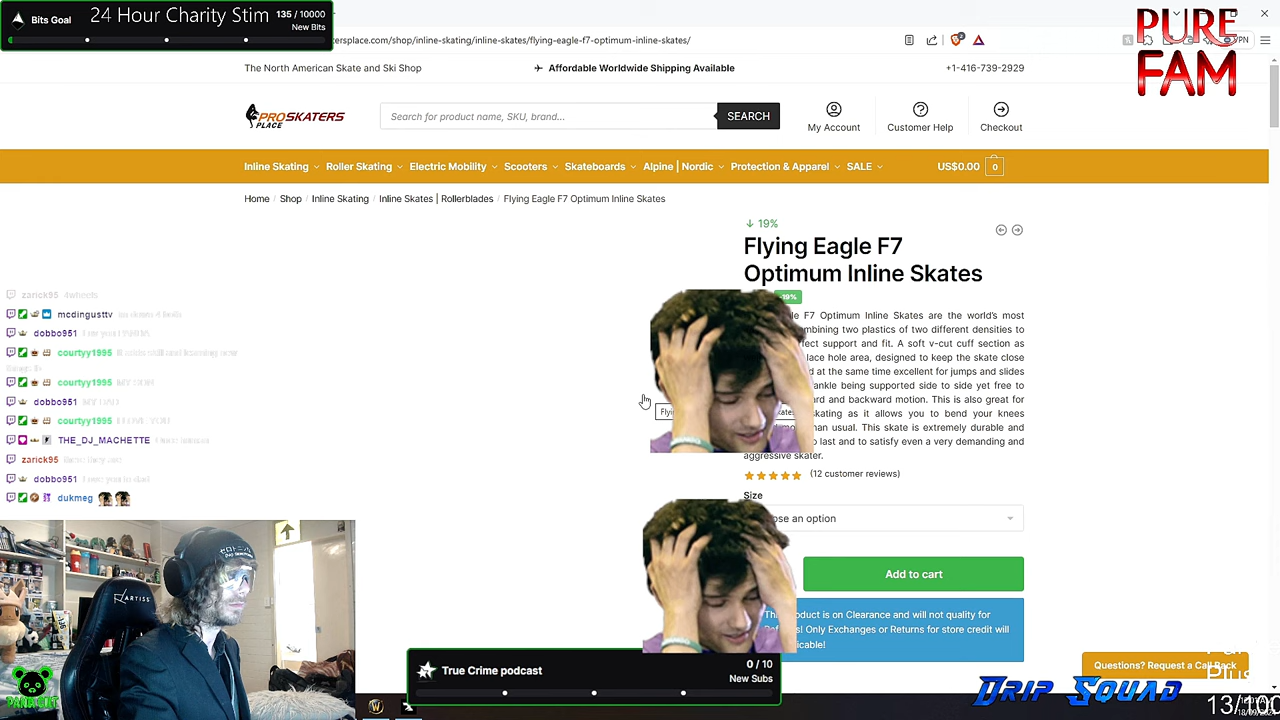 Bits Goal
24 Hour Charity Stim
135 / 10000
New Bits
tersplace.com/shop/inline-skating/inline-skates/flying-eagle-f7-optimum-inline-skates/
VPN
PURE
FAM
The North American Skate and Ski Shop
Affordable Worldwide Shipping Available
+1-416-739-2929
PROSKATERS
PLACE
Search for product name, SKU, brand...
SEARCH
My Account
Customer Help
Checkout
Inline Skating
Roller Skating
Electric Mobility
Scooters
Skateboards
Alpine | Nordic
Protection & Apparel
SALE
US$0.00
0
Home / Shop / Inline Skating / Inline Skates | Rollerblades / Flying Eagle F7 Optimum Inline Skates
↓ 19%
Flying Eagle F7
Optimum Inline Skates
-19%
le F7 Optimum Inline Skates are the world's most
mbining two plastics of two different densities to
fect support and fit. A soft v-cut cuff section as
lace hole area, designed to keep the skate close
d at the same time excellent for jumps and slides
ankle being supported side to side yet free to
rd and backward motion. This is also great for
skating as it allows you to bend your knees
than usual. This skate is extremely durable and
o last and to satisfy even a very demanding and
aggressive skater.
(12 customer reviews)
Size
ose an option
Add to cart
This product is on Clearance and will not quality for
! Only Exchanges or Returns for store credit will
icable!
Questions? Request a Call Back
zarick95 4wheels
mcdingusttv
dobbo951
courtyy1995
courtyy1995
dobbo951
courtyy1995
THE_DJ_MACHETTE
zarick95
dobbo951
dukmeg
ARTISS
True Crime podcast
0 / 10
New Subs
DRIP SQUAD
13/100